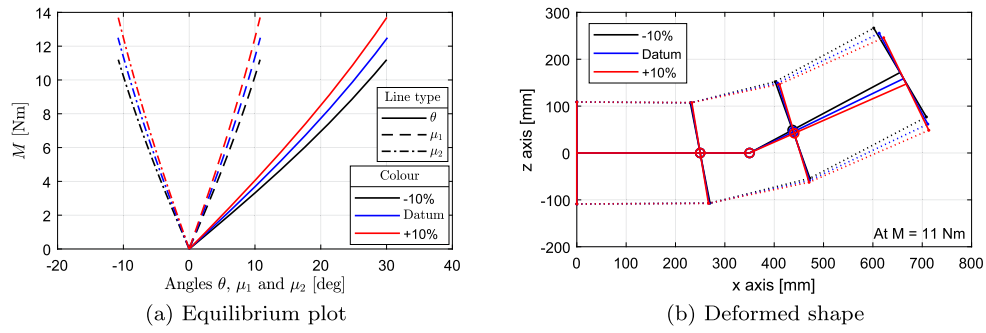 14
12
10
8
6
4
2
0
M [Nm]
Line type
θ
μ₁
μ₂
Colour
-10%
Datum
+10%
-20 -10 0 10 20 30 40
Angles θ, μ₁ and μ₂ [deg]
(a) Equilibrium plot
300
200
100
0
-100
-200
z axis [mm]
-10%
Datum
+10%
At M = 11 Nm
0 100 200 300 400 500 600 700 800
x axis [mm]
(b) Deformed shape